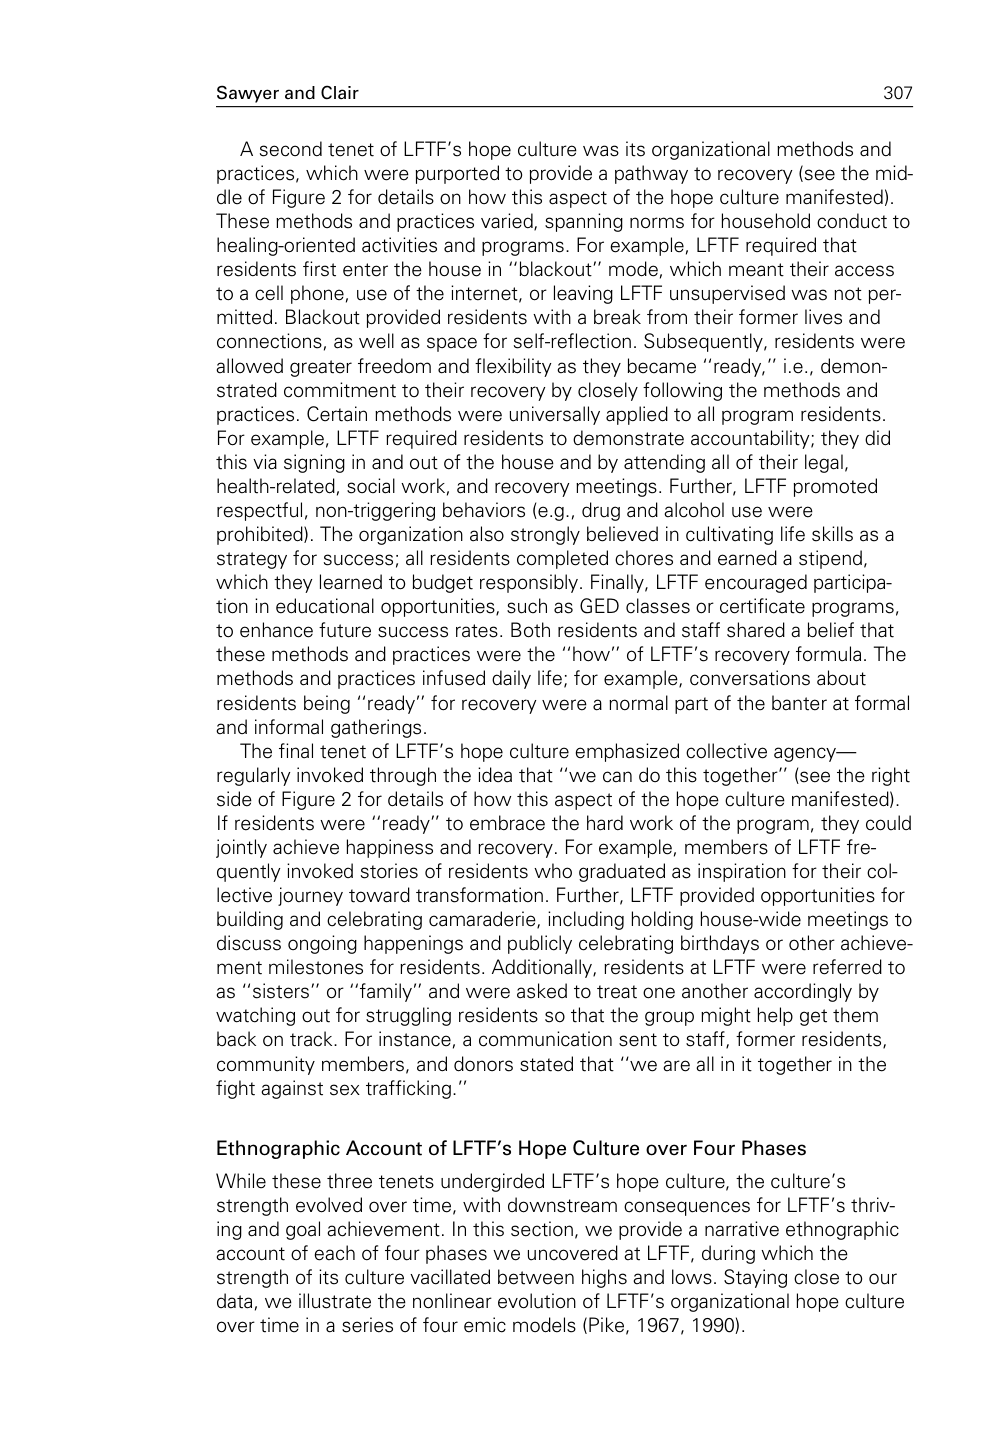 Sawyer and Clair 307
A second tenet of LFTF's hope culture was its organizational methods and
practices, which were purported to provide a pathway to recovery (see the mid-
dle of Figure 2 for details on how this aspect of the hope culture manifested).
These methods and practices varied, spanning norms for household conduct to
healing-oriented activities and programs. For example, LFTF required that
residents first enter the house in ''blackout'' mode, which meant their access
to a cell phone, use of the internet, or leaving LFTF unsupervised was not per-
mitted. Blackout provided residents with a break from their former lives and
connections, as well as space for self-reflection. Subsequently, residents were
allowed greater freedom and flexibility as they became ''ready,'' i.e., demon-
strated commitment to their recovery by closely following the methods and
practices. Certain methods were universally applied to all program residents.
For example, LFTF required residents to demonstrate accountability; they did
this via signing in and out of the house and by attending all of their legal,
health-related, social work, and recovery meetings. Further, LFTF promoted
respectful, non-triggering behaviors (e.g., drug and alcohol use were
prohibited). The organization also strongly believed in cultivating life skills as a
strategy for success; all residents completed chores and earned a stipend,
which they learned to budget responsibly. Finally, LFTF encouraged participa-
tion in educational opportunities, such as GED classes or certificate programs,
to enhance future success rates. Both residents and staff shared a belief that
these methods and practices were the ''how'' of LFTF's recovery formula. The
methods and practices infused daily life; for example, conversations about
residents being ''ready'' for recovery were a normal part of the banter at formal
and informal gatherings.
The final tenet of LFTF's hope culture emphasized collective agency—
regularly invoked through the idea that ''we can do this together'' (see the right
side of Figure 2 for details of how this aspect of the hope culture manifested).
If residents were ''ready'' to embrace the hard work of the program, they could
jointly achieve happiness and recovery. For example, members of LFTF fre-
quently invoked stories of residents who graduated as inspiration for their col-
lective journey toward transformation. Further, LFTF provided opportunities for
building and celebrating camaraderie, including holding house-wide meetings to
discuss ongoing happenings and publicly celebrating birthdays or other achieve-
ment milestones for residents. Additionally, residents at LFTF were referred to
as ''sisters'' or ''family'' and were asked to treat one another accordingly by
watching out for struggling residents so that the group might help get them
back on track. For instance, a communication sent to staff, former residents,
community members, and donors stated that ''we are all in it together in the
fight against sex trafficking.''
Ethnographic Account of LFTF's Hope Culture over Four Phases
While these three tenets undergirded LFTF's hope culture, the culture's
strength evolved over time, with downstream consequences for LFTF's thriv-
ing and goal achievement. In this section, we provide a narrative ethnographic
account of each of four phases we uncovered at LFTF, during which the
strength of its culture vacillated between highs and lows. Staying close to our
data, we illustrate the nonlinear evolution of LFTF's organizational hope culture
over time in a series of four emic models (Pike, 1967, 1990).